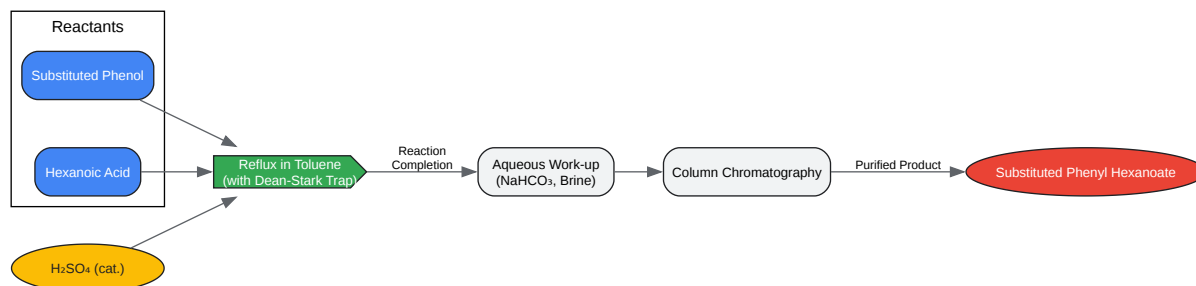 Reactants
Substituted Phenol
Hexanoic Acid
H₂SO₄ (cat.)
Reflux in Toluene
(with Dean-Stark Trap)
Reaction
Completion
Aqueous Work-up
(NaHCO₃, Brine)
Column Chromatography
Purified Product
Substituted Phenyl Hexanoate